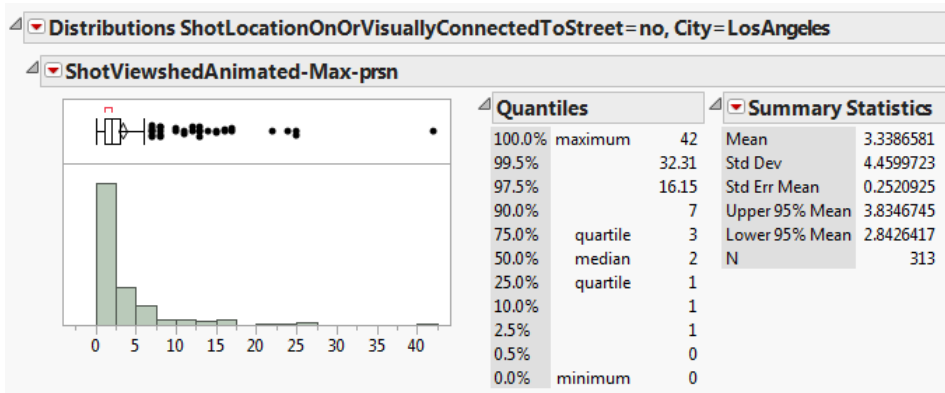 Distributions ShotLocationOnOrVisuallyConnectedToStreet=no, City=LosAngeles
ShotViewshedAnimated-Max-prsn
0 5 10 15 20 25 30 35 40
Quantiles
100.0% maximum 42
99.5% 32.31
97.5% 16.15
90.0% 7
75.0% quartile 3
50.0% median 2
25.0% quartile 1
10.0% 1
2.5% 1
0.5% 0
0.0% minimum 0
Summary Statistics
Mean 3.3386581
Std Dev 4.4599723
Std Err Mean 0.2520925
Upper 95% Mean 3.8346745
Lower 95% Mean 2.8426417
N 313